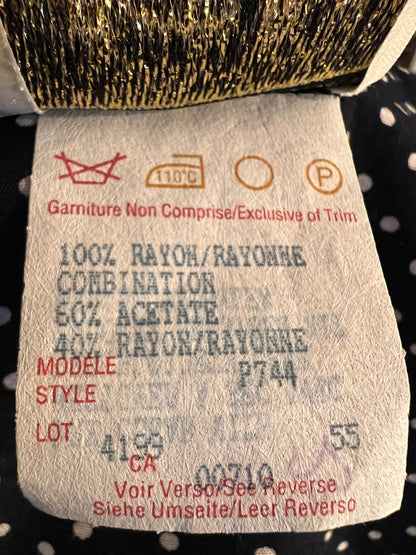 110°C
P
Garniture Non Comprise/Exclusive of Trim
100% RAYON/RAYONNE
COMBINATION
60% ACETATE
40% RAYON/RAYONNE
MODÈLE P744
STYLE
LOT 4199 55
CA 00710
Voir Verso/See Reverse
Siehe Umseite/Leer Reverso